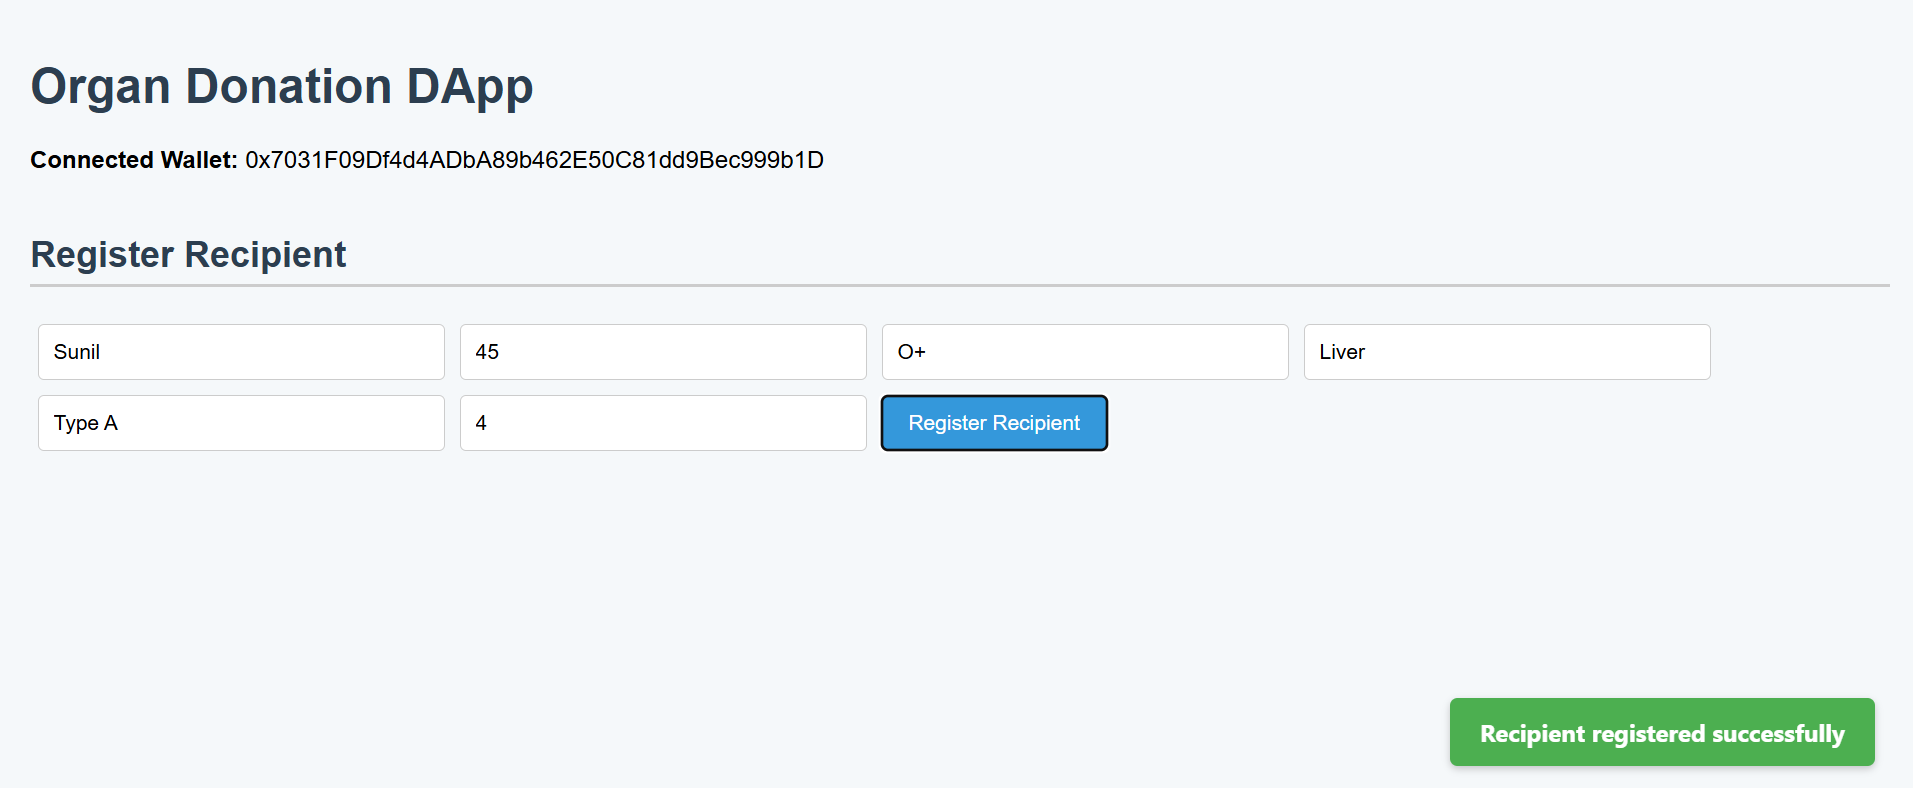 Organ Donation DApp
Connected Wallet: 0x7031F09Df4d4ADbA89b462E50C81dd9Bec999b1D
Register Recipient
Sunil 45 O+ Liver
Type A 4 Register Recipient
Recipient registered successfully